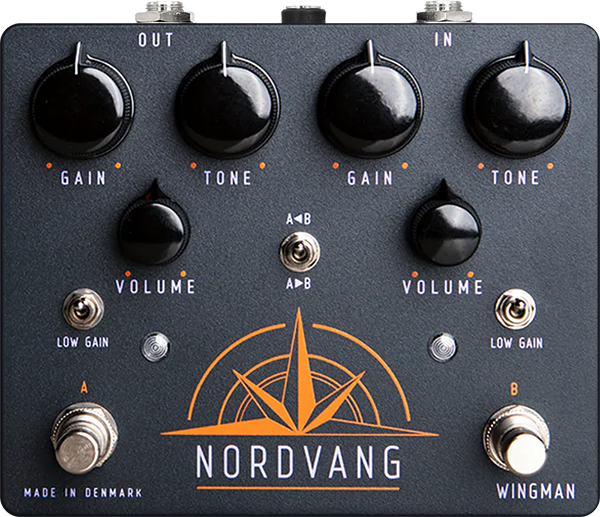 OUT IN
GAIN TONE GAIN TONE
A◀B
VOLUME A▶B VOLUME
LOW GAIN LOW GAIN
A B
NORDVANG
MADE IN DENMARK WINGMAN